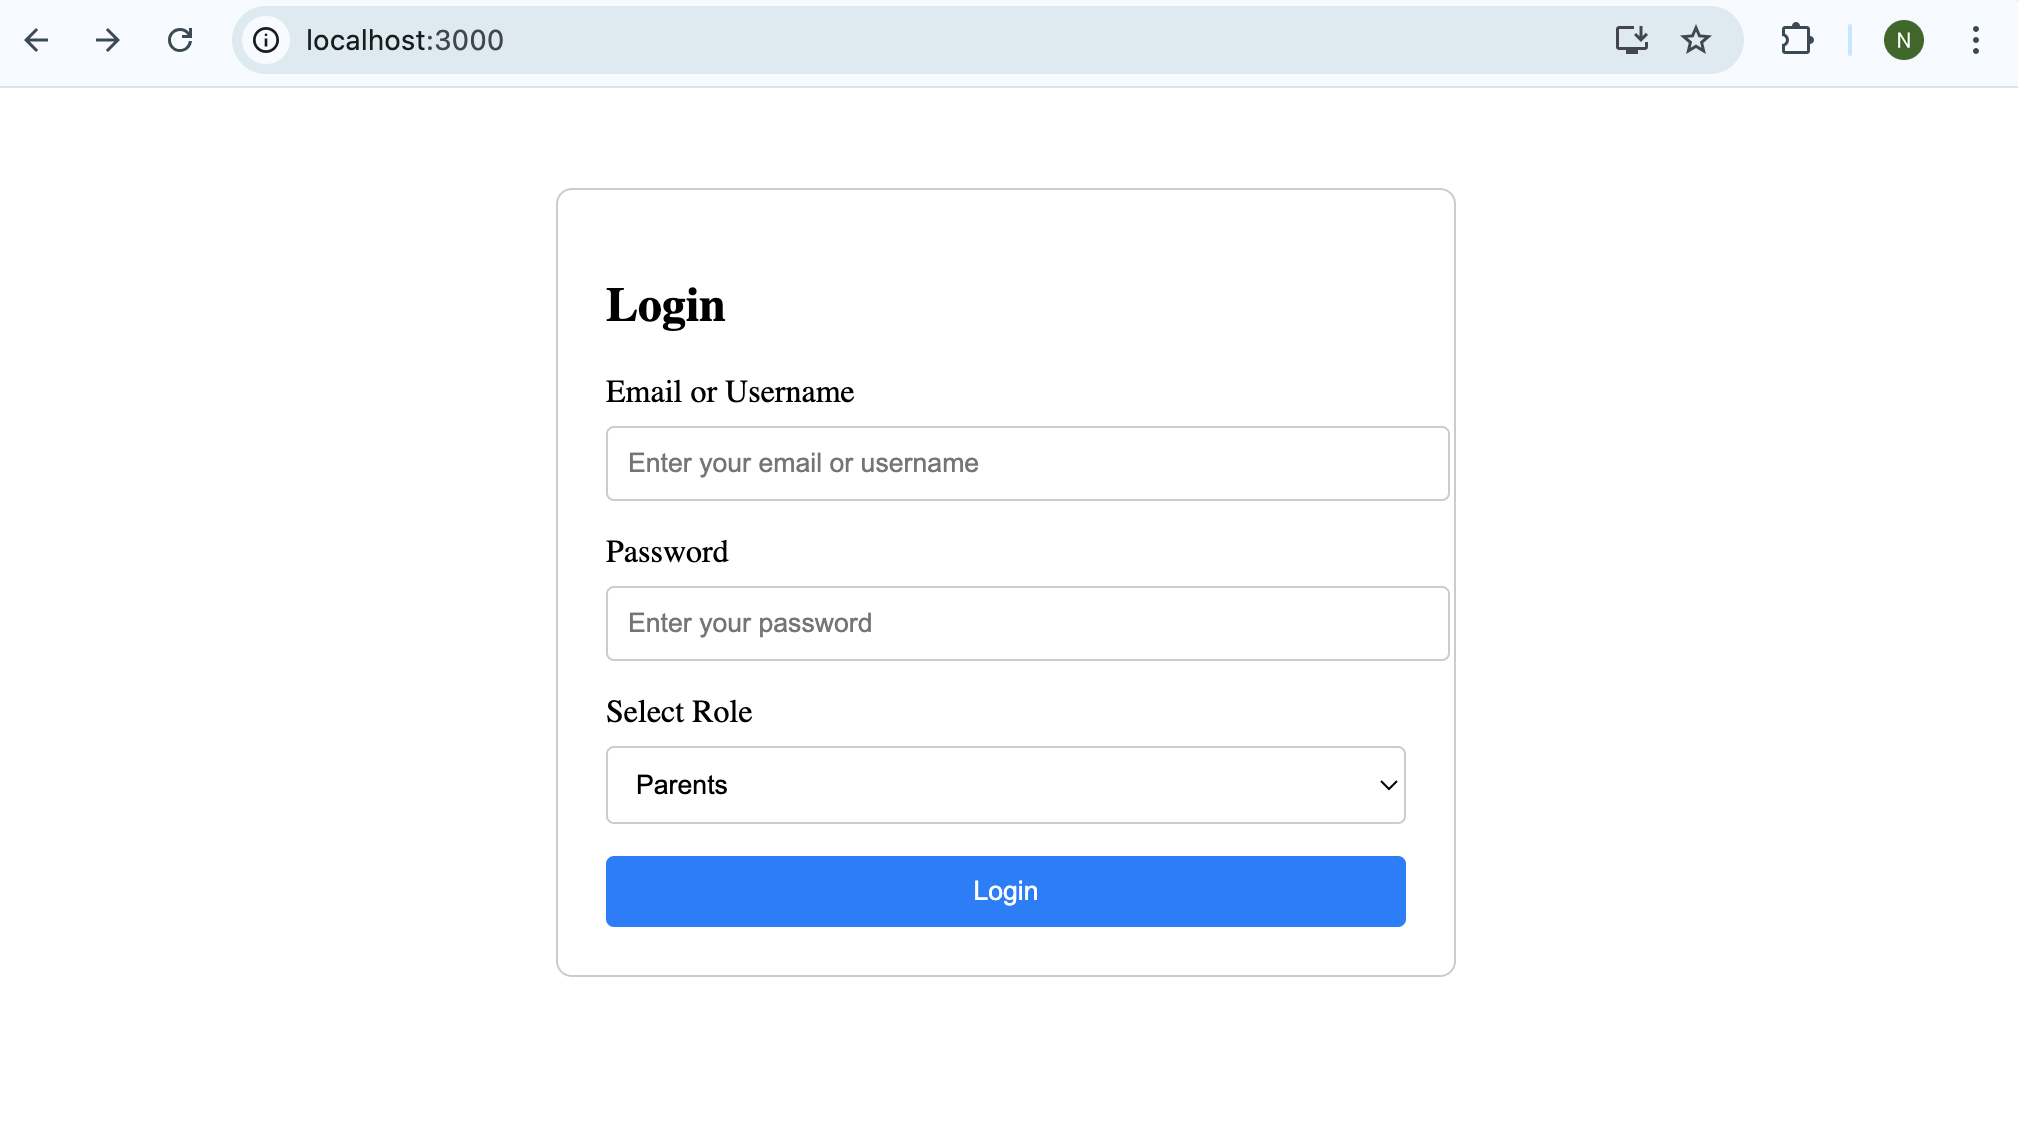 localhost:3000
N
Login
Email or Username
Enter your email or username
Password
Enter your password
Select Role
Parents
Login